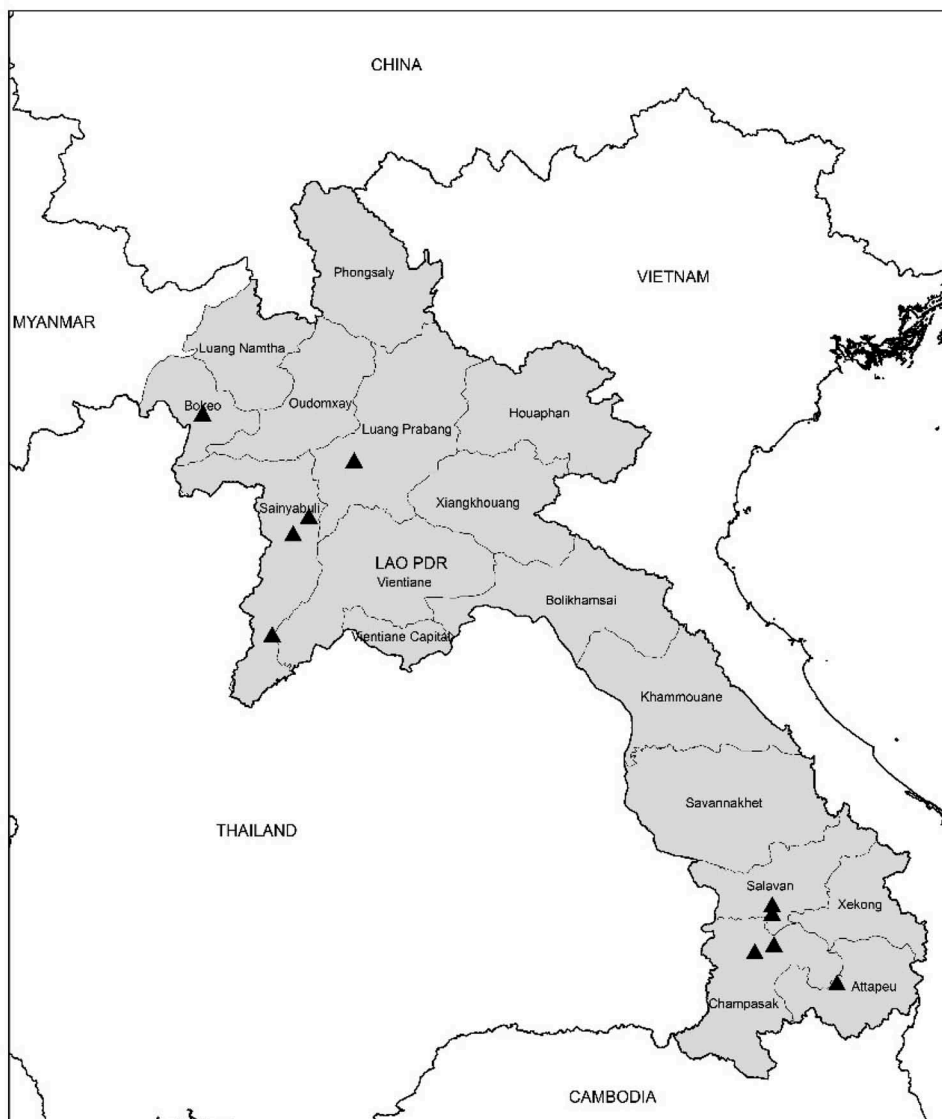 CHINA
Phongsaly
VIETNAM
MYANMAR
Luang Namtha
Bokeo
Oudomxay
Houaphan
Luang Prabang
Xiangkhouang
Sainyabuli
LAO PDR
Vientiane
Bolikhamsai
Vientiane Capital
Khammouane
Savannakhet
THAILAND
Salavan
Xekong
Attapeu
Champasak
CAMBODIA